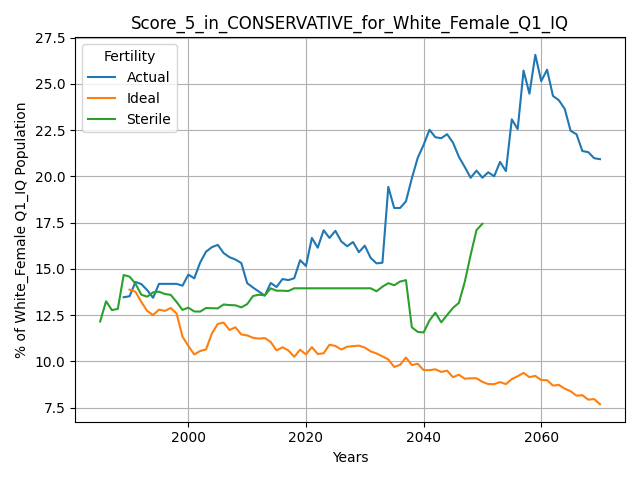 Score_5_in_CONSERVATIVE_for_White_Female_Q1_IQ
% of White_Female Q1_IQ Population
27.5
25.0
22.5
20.0
17.5
15.0
12.5
10.0
7.5
Fertility
Actual
Ideal
Sterile
2000
2020
2040
2060
Years